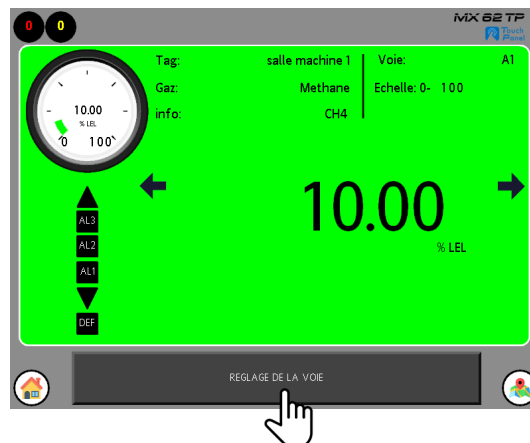 0 0 MX 62 TP
Touch
Panel
Tag: salle machine 1 Voie: A1
Gaz: Methane Echelle: 0- 100
info: CH4
10.00
% LEL
0 100
10.00
% LEL
AL3
AL2
AL1
DEF
REGLAGE DE LA VOIE